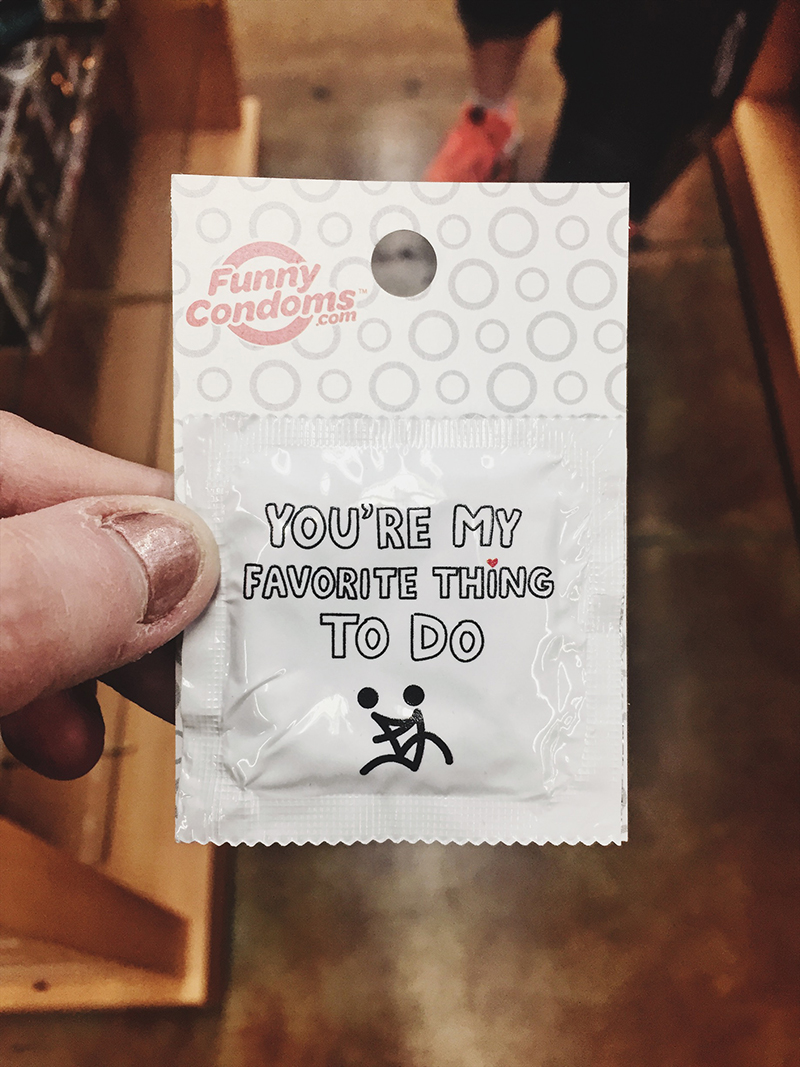 Funny
Condoms™
.com
YOU'RE MY
FAVORITE THiNG
TO DO